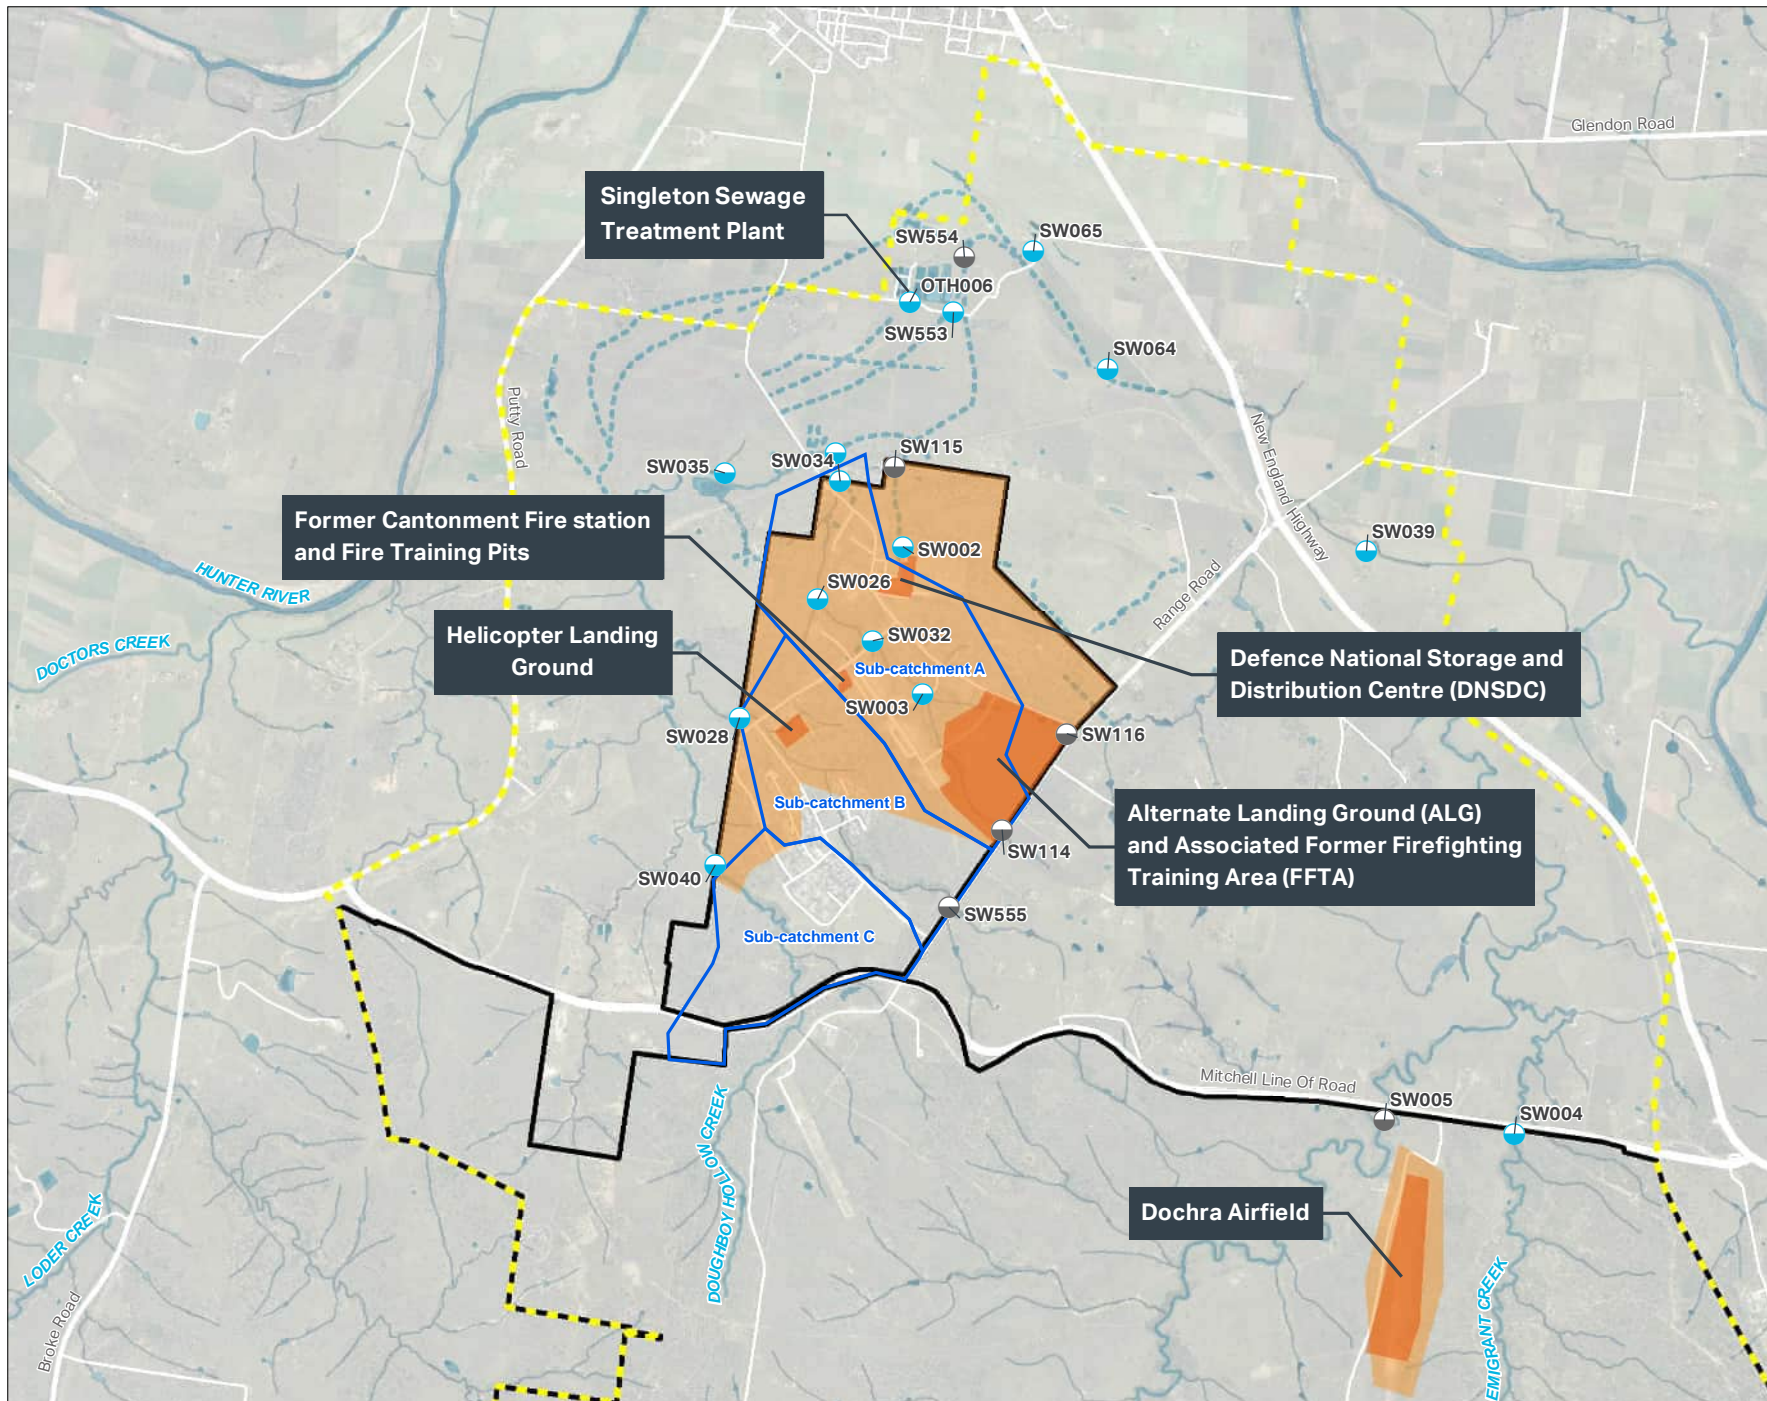 Glendon Road
Singleton Sewage
Treatment Plant
SW554
SW065
OTH006
SW553
SW064
Putty Road
New England Highway
SW115
SW034
SW035
Former Cantonment Fire station
and Fire Training Pits
SW002
SW039
HUNTER RIVER
SW026
Range Road
DOCTORS CREEK
Helicopter Landing
Ground
SW032
Sub-catchment A
Defence National Storage and
Distribution Centre (DNSDC)
SW003
SW028
SW116
Sub-catchment B
Alternate Landing Ground (ALG)
and Associated Former Firefighting
Training Area (FFTA)
SW114
SW040
SW555
Sub-catchment C
Mitchell Line Of Road
SW005
SW004
DOUGHBOY HOLLOW CREEK
LODER CREEK
Dochra Airfield
EMIGRANT CREEK
Broke Road